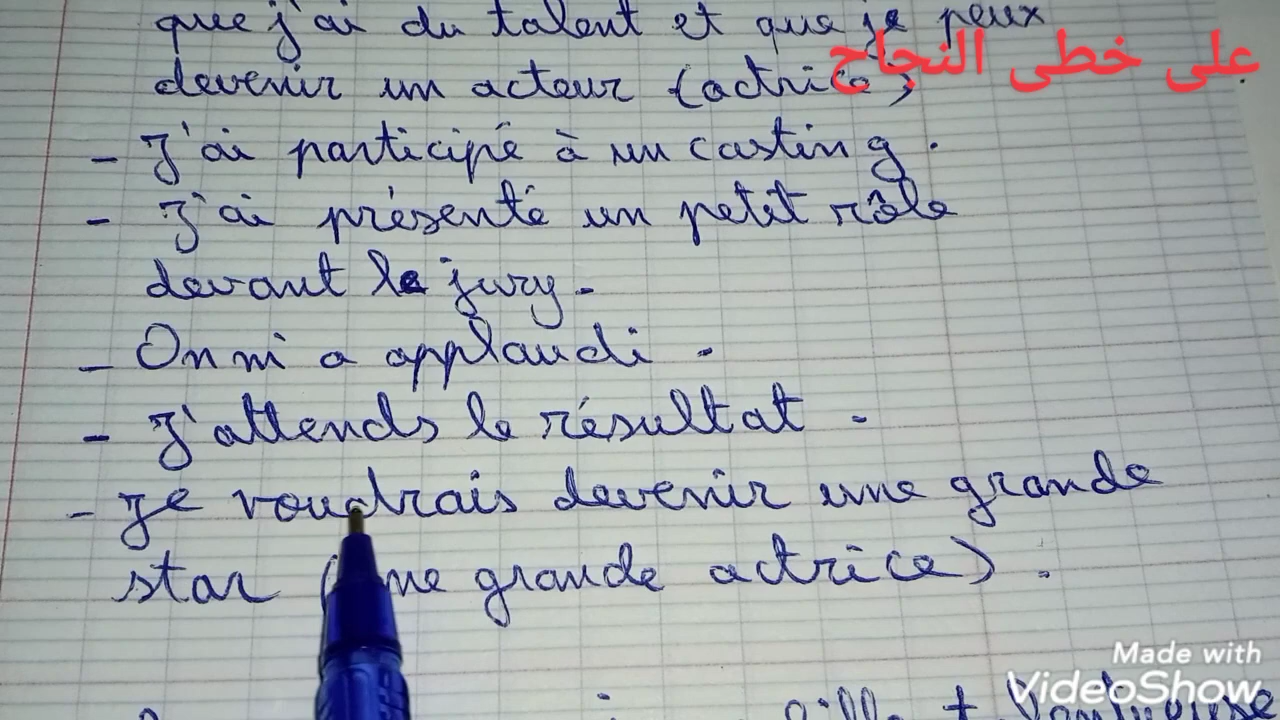 que j'ai du talent et que je peux
على خطى النجاح
devenir un acteur (actrice)
- J'ai participé à un casting.
- J'ai présenté un petit rôle
devant le jury.
- On m'a applaudi.
- J'attends le résultat.
- Je voudrais devenir une grande
star (une grande actrice).
Made with
VideoShow